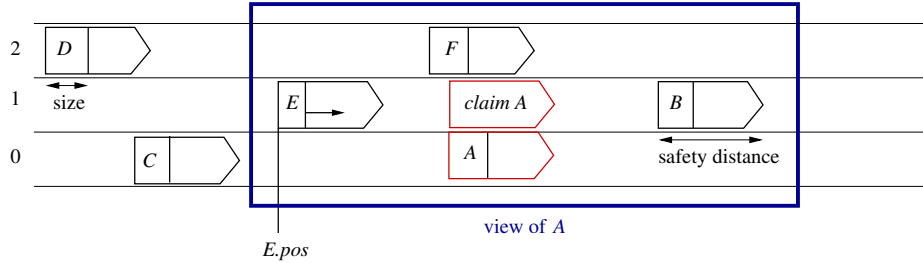 2 D F
size
1 E claim A B
0 C A safety distance
view of A
E.pos